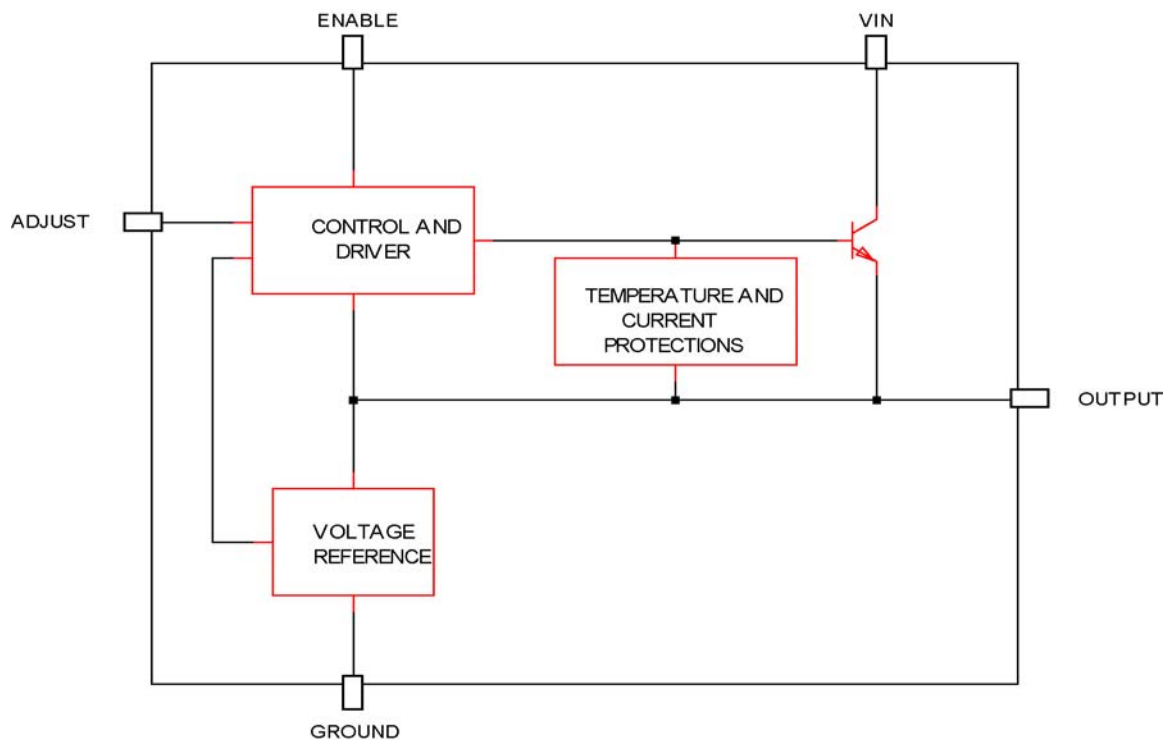 ENABLE
VIN
ADJUST
CONTROL AND
DRIVER
TEMPERATURE AND
CURRENT
PROTECTIONS
OUTPUT
VOLTAGE
REFERENCE
GROUND